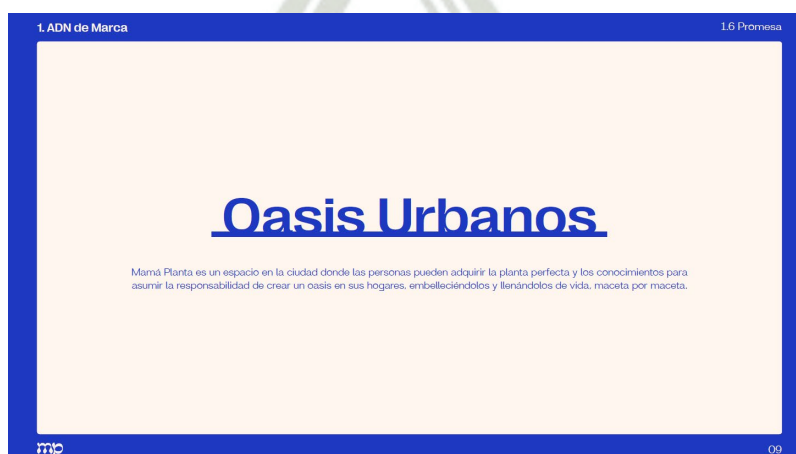 1. ADN de Marca
1.6 Promesa
Oasis Urbanos
Mamá Planta es un espacio en la ciudad donde las personas pueden adquirir la planta perfecta y los conocimientos para
asumir la responsabilidad de crear un oasis en sus hogares, embelleciéndolos y llenándolos de vida, maceta por maceta.
mp
09